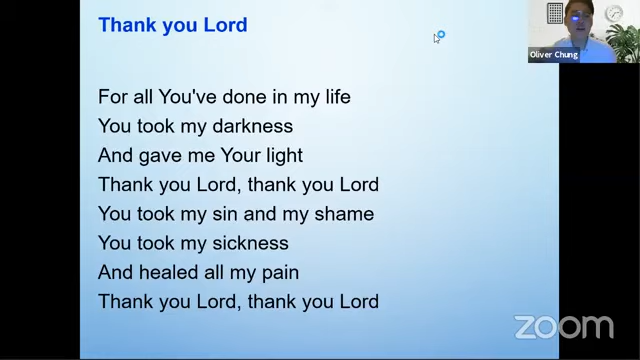 Thank you Lord
Oliver Chung
For all You've done in my life
You took my darkness
And gave me Your light
Thank you Lord, thank you Lord
You took my sin and my shame
You took my sickness
And healed all my pain
Thank you Lord, thank you Lord
zoom